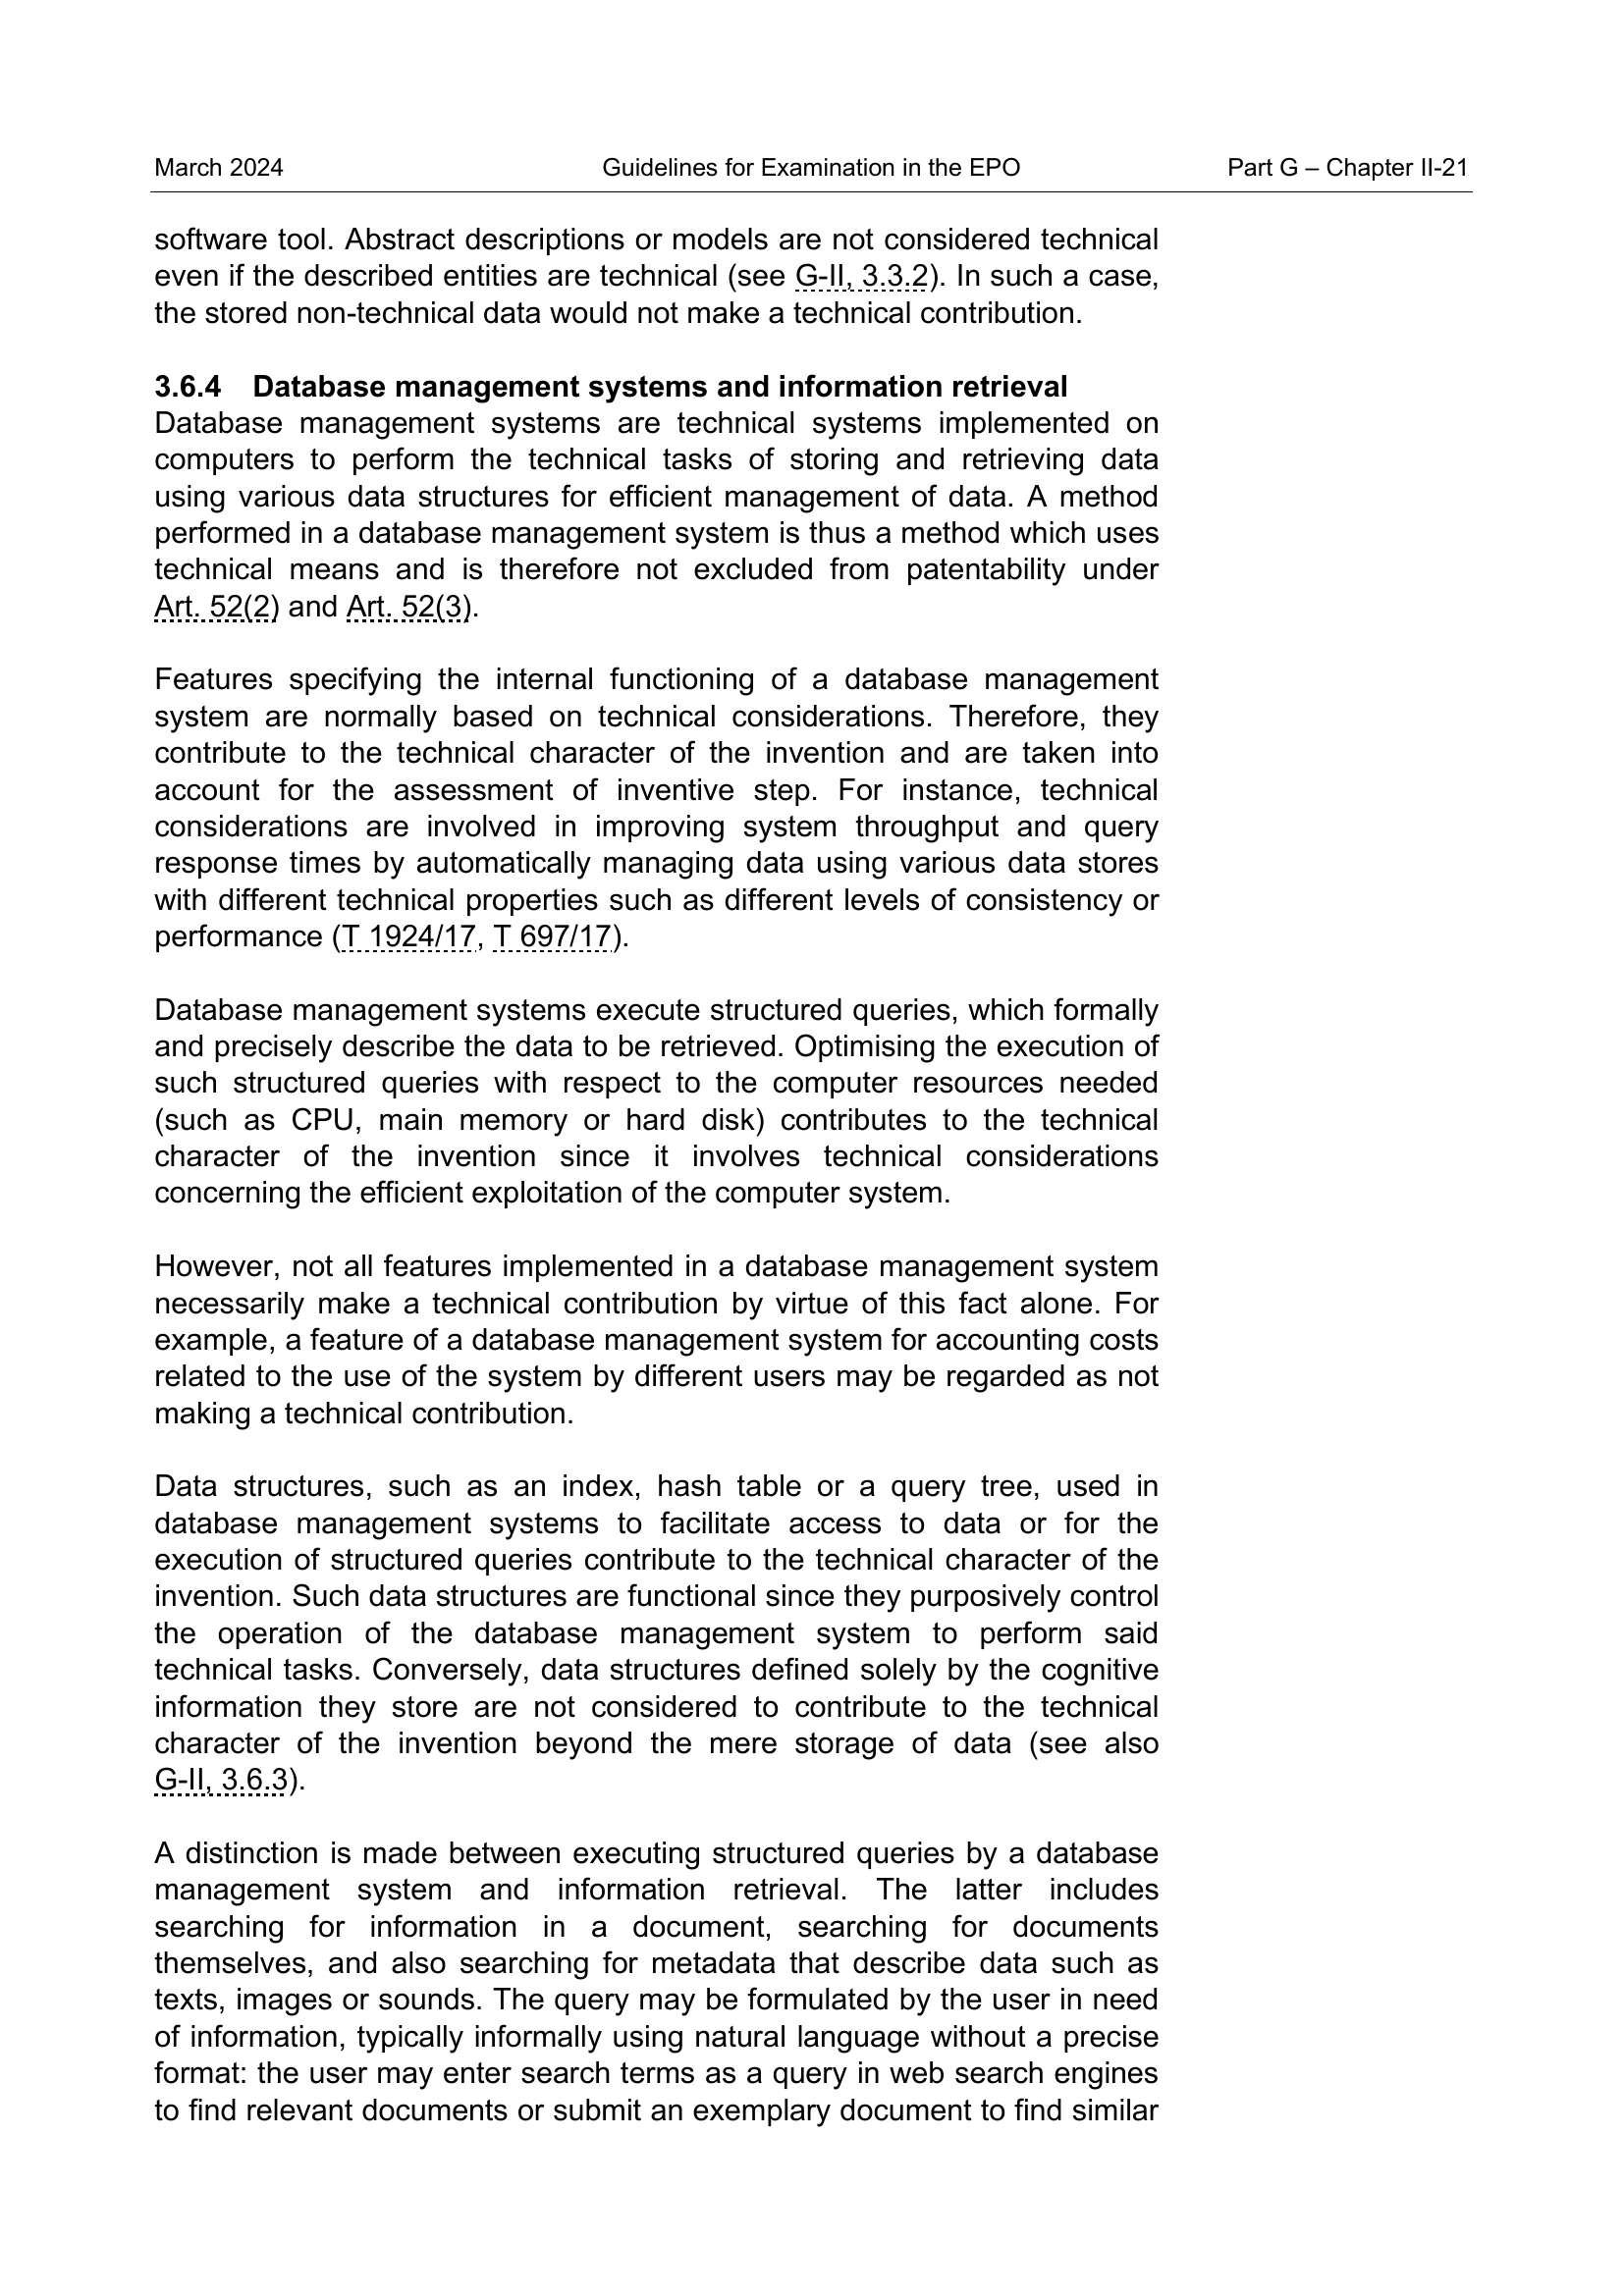 March 2024 Guidelines for Examination in the EPO Part G – Chapter II-21
software tool. Abstract descriptions or models are not considered technical
even if the described entities are technical (see G-II, 3.3.2). In such a case,
the stored non-technical data would not make a technical contribution.
3.6.4 Database management systems and information retrieval
Database management systems are technical systems implemented on
computers to perform the technical tasks of storing and retrieving data
using various data structures for efficient management of data. A method
performed in a database management system is thus a method which uses
technical means and is therefore not excluded from patentability under
Art. 52(2) and Art. 52(3).
Features specifying the internal functioning of a database management
system are normally based on technical considerations. Therefore, they
contribute to the technical character of the invention and are taken into
account for the assessment of inventive step. For instance, technical
considerations are involved in improving system throughput and query
response times by automatically managing data using various data stores
with different technical properties such as different levels of consistency or
performance (T 1924/17, T 697/17).
Database management systems execute structured queries, which formally
and precisely describe the data to be retrieved. Optimising the execution of
such structured queries with respect to the computer resources needed
(such as CPU, main memory or hard disk) contributes to the technical
character of the invention since it involves technical considerations
concerning the efficient exploitation of the computer system.
However, not all features implemented in a database management system
necessarily make a technical contribution by virtue of this fact alone. For
example, a feature of a database management system for accounting costs
related to the use of the system by different users may be regarded as not
making a technical contribution.
Data structures, such as an index, hash table or a query tree, used in
database management systems to facilitate access to data or for the
execution of structured queries contribute to the technical character of the
invention. Such data structures are functional since they purposively control
the operation of the database management system to perform said
technical tasks. Conversely, data structures defined solely by the cognitive
information they store are not considered to contribute to the technical
character of the invention beyond the mere storage of data (see also
G-II, 3.6.3).
A distinction is made between executing structured queries by a database
management system and information retrieval. The latter includes
searching for information in a document, searching for documents
themselves, and also searching for metadata that describe data such as
texts, images or sounds. The query may be formulated by the user in need
of information, typically informally using natural language without a precise
format: the user may enter search terms as a query in web search engines
to find relevant documents or submit an exemplary document to find similar